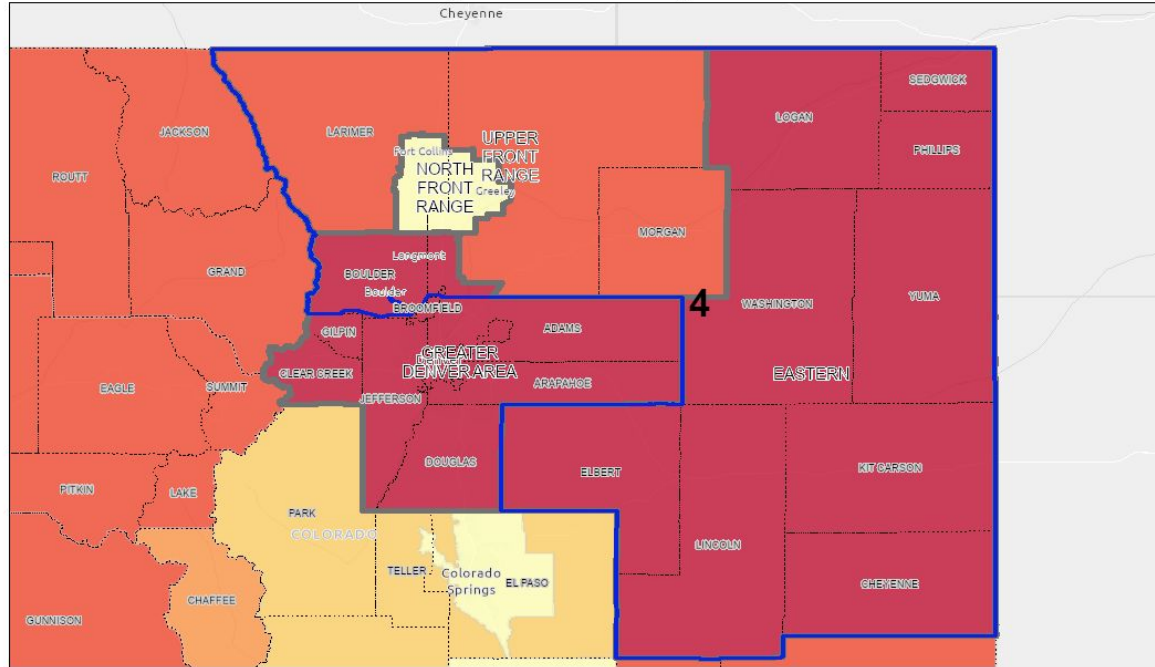 Cheyenne
SEDGWICK
LOGAN
JACKSON
LARIMER
UPPER
FRONT
RANGE
PHILLIPS
Fort Collins
NORTH
FRONT
RANGE
Greeley
ROUTT
MORGAN
Longmont
GRAND
BOULDER
Boulder
BROOMFIELD
4
WASHINGTON
YUMA
GILPIN
ADAMS
GREATER
DENVER AREA
Denver
CLEAR CREEK
EASTERN
EAGLE
SUMMIT
ARAPAHOE
JEFFERSON
DOUGLAS
ELBERT
KIT CARSON
PITKIN
LAKE
PARK
COLORADO
LINCOLN
TELLER
Colorado
Springs
EL PASO
CHEYENNE
CHAFFEE
GUNNISON